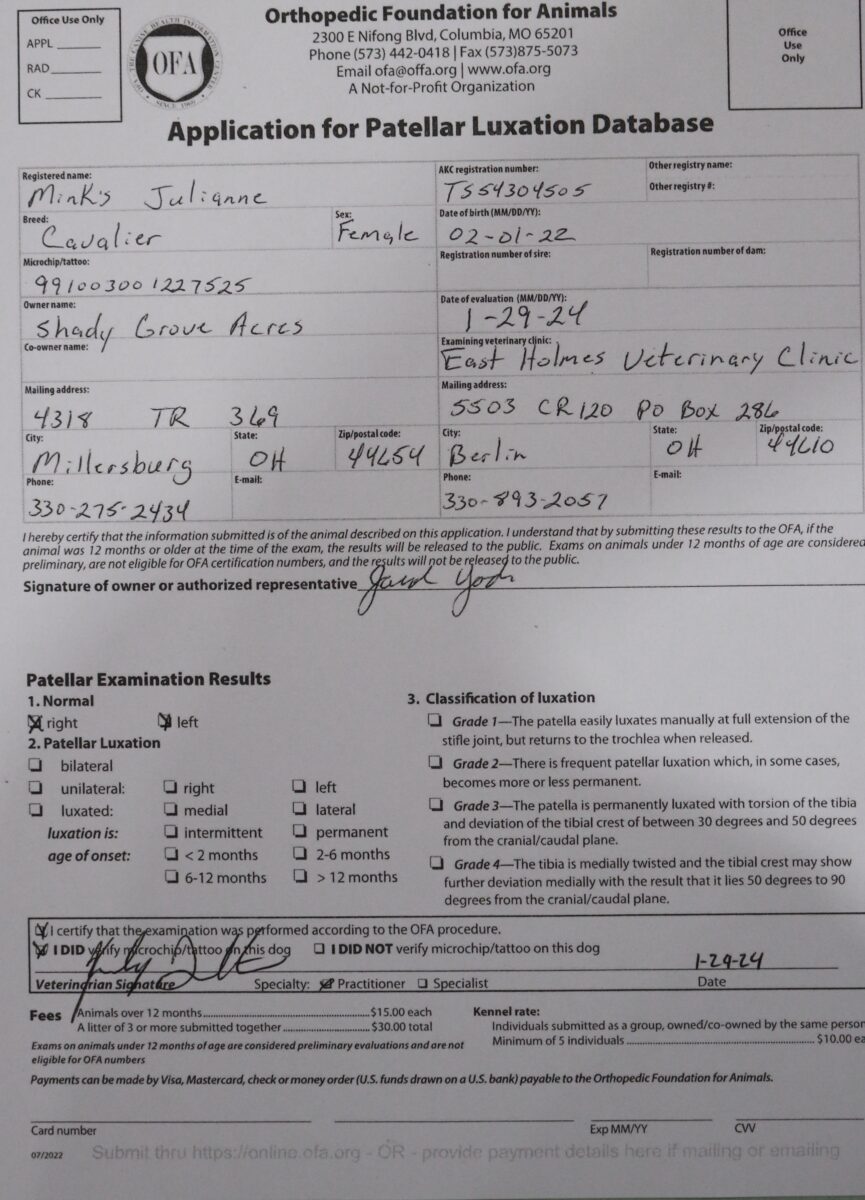 Office Use Only
APPL
RAD
CK
THE CANINE HEALTH INFORMATION CENTER
OFA
SINCE 1966
Orthopedic Foundation for Animals
2300 E Nifong Blvd, Columbia, MO 65201
Phone (573) 442-0418 | Fax (573)875-5073
Email ofa@offa.org | www.ofa.org
A Not-for-Profit Organization
Office
Use
Only
Application for Patellar Luxation Database
Registered name:
Mink's Julianne
AKC registration number:
TS54304505
Other registry name:
Other registry #:
Breed:
Cavalier
Sex:
Female
Date of birth (MM/DD/YY):
02-01-22
Microchip/tattoo:
991003001227525
Registration number of sire:
Registration number of dam:
Owner name:
Shady Grove Acres
Date of evaluation (MM/DD/YY):
1-29-24
Co-owner name:
Examining veterinary clinic:
East Holmes Veterinary Clinic
Mailing address:
4318 TR 369
Mailing address:
5503 CR120 PO Box 286
City:
Millersburg
State:
OH
Zip/postal code:
44654
City:
Berlin
State:
OH
Zip/postal code:
44610
Phone:
330-275-2434
E-mail:
Phone:
330-893-2057
E-mail:
I hereby certify that the information submitted is of the animal described on this application. I understand that by submitting these results to the OFA, if the
animal was 12 months or older at the time of the exam, the results will be released to the public. Exams on animals under 12 months of age are considered
preliminary, are not eligible for OFA certification numbers, and the results will not be released to the public.
Signature of owner or authorized representative
Patellar Examination Results
1. Normal
right left
2. Patellar Luxation
bilateral
unilateral: right left
luxated: medial lateral
luxation is: intermittent permanent
age of onset: < 2 months 2-6 months
6-12 months > 12 months
3. Classification of luxation
Grade 1—The patella easily luxates manually at full extension of the
stifle joint, but returns to the trochlea when released.
Grade 2—There is frequent patellar luxation which, in some cases,
becomes more or less permanent.
Grade 3—The patella is permanently luxated with torsion of the tibia
and deviation of the tibial crest of between 30 degrees and 50 degrees
from the cranial/caudal plane.
Grade 4—The tibia is medially twisted and the tibial crest may show
further deviation medially with the result that it lies 50 degrees to 90
degrees from the cranial/caudal plane.
I certify that the examination was performed according to the OFA procedure.
I DID verify microchip/tattoo on this dog I DID NOT verify microchip/tattoo on this dog
1-29-24
Veterinarian Signature Specialty: Practitioner Specialist Date
Fees Animals over 12 months $15.00 each
A litter of 3 or more submitted together $30.00 total
Exams on animals under 12 months of age are considered preliminary evaluations and are not
eligible for OFA numbers
Kennel rate:
Individuals submitted as a group, owned/co-owned by the same person
Minimum of 5 individuals $10.00 ea
Payments can be made by Visa, Mastercard, check or money order (U.S. funds drawn on a U.S. bank) payable to the Orthopedic Foundation for Animals.
Card number Exp MM/YY CVV
07/2022 Submit thru https://online.ofa.org - OR - provide payment details here if mailing or emailing